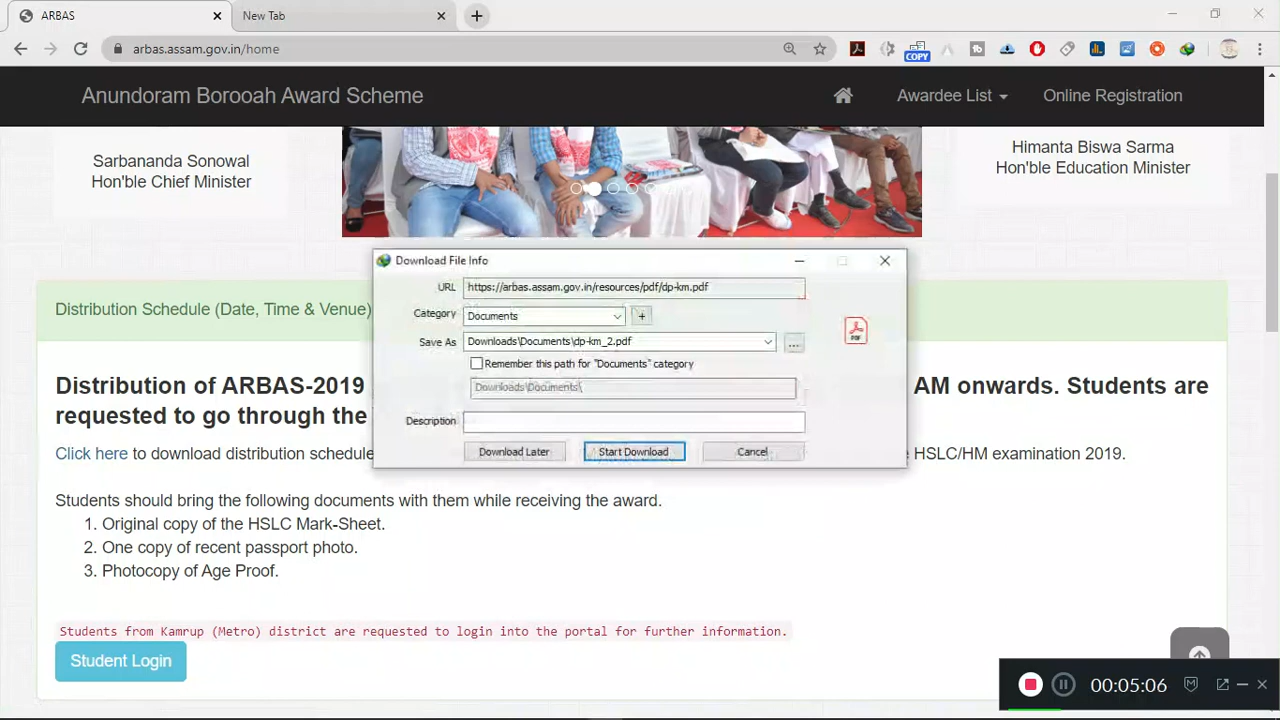 ARBAS
New Tab
arbas.assam.gov.in/home
COPY
Anundoram Borooah Award Scheme
Awardee List
Online Registration
Sarbananda Sonowal
Hon'ble Chief Minister
Himanta Biswa Sarma
Hon'ble Education Minister
Download File Info
URL https://arbas.assam.gov.in/resources/pdf/dp-km.pdf
Category Documents +
Save As Downloads\Documents\dp-km_2.pdf ...
PDF
Remember this path for "Documents" category
Downloads\Documents\
Description
Download Later Start Download Cancel
Distribution Schedule (Date, Time & Venue)
Distribution of ARBAS-2019 AM onwards. Students are
requested to go through the
Click here to download distribution schedule HSLC/HM examination 2019.
Students should bring the following documents with them while receiving the award.
1. Original copy of the HSLC Mark-Sheet.
2. One copy of recent passport photo.
3. Photocopy of Age Proof.
Students from Kamrup (Metro) district are requested to login into the portal for further information.
Student Login
00:05:06